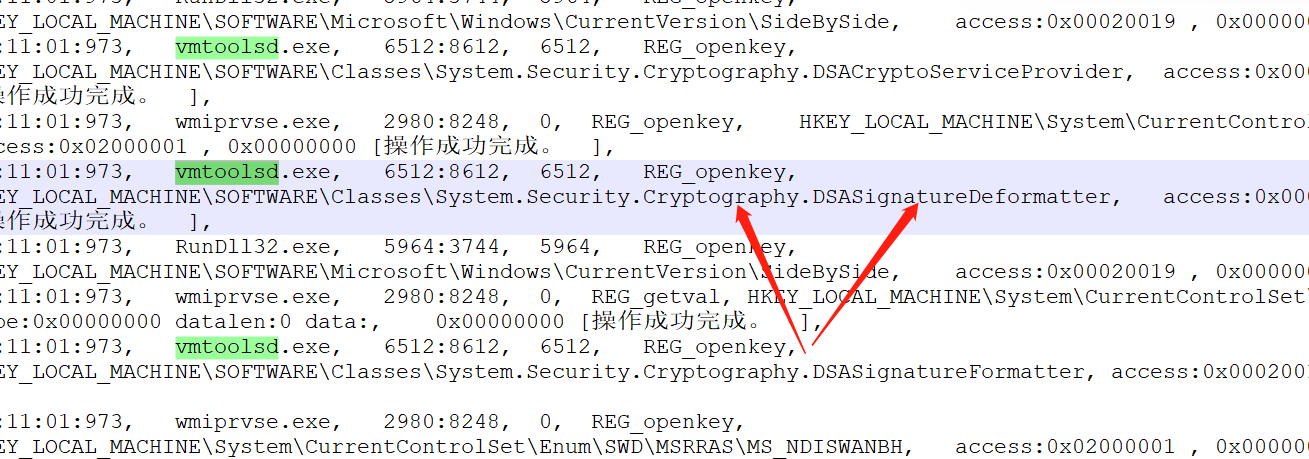 , RunDll32.exe, 5964:3744, 5964, REG_openkey,
EY_LOCAL_MACHINE\SOFTWARE\Microsoft\Windows\CurrentVersion\SideBySide, access:0x00020019 , 0x000000
:11:01:973, vmtoolsd.exe, 6512:8612, 6512, REG_openkey,
EY_LOCAL_MACHINE\SOFTWARE\Classes\System.Security.Cryptography.DSACryptoServiceProvider, access:0x000
操作成功完成。 ],
:11:01:973, wmiprvse.exe, 2980:8248, 0, REG_openkey, HKEY_LOCAL_MACHINE\System\CurrentControl
cess:0x02000001 , 0x00000000 [操作成功完成。 ],
:11:01:973, vmtoolsd.exe, 6512:8612, 6512, REG_openkey,
EY_LOCAL_MACHINE\SOFTWARE\Classes\System.Security.Cryptography.DSASignatureDeformatter, access:0x000
操作成功完成。 ],
:11:01:973, RunDll32.exe, 5964:3744, 5964, REG_openkey,
EY_LOCAL_MACHINE\SOFTWARE\Microsoft\Windows\CurrentVersion\SideBySide, access:0x00020019 , 0x000000
:11:01:973, wmiprvse.exe, 2980:8248, 0, REG_getval, HKEY_LOCAL_MACHINE\System\CurrentControlSet\
pe:0x00000000 datalen:0 data:, 0x00000000 [操作成功完成。 ],
:11:01:973, vmtoolsd.exe, 6512:8612, 6512, REG_openkey,
EY_LOCAL_MACHINE\SOFTWARE\Classes\System.Security.Cryptography.DSASignatureFormatter, access:0x000200
:11:01:973, wmiprvse.exe, 2980:8248, 0, REG_openkey,
EY_LOCAL_MACHINE\System\CurrentControlSet\Enum\SWD\MSRRAS\MS_NDISWANBH, access:0x02000001 , 0x000000